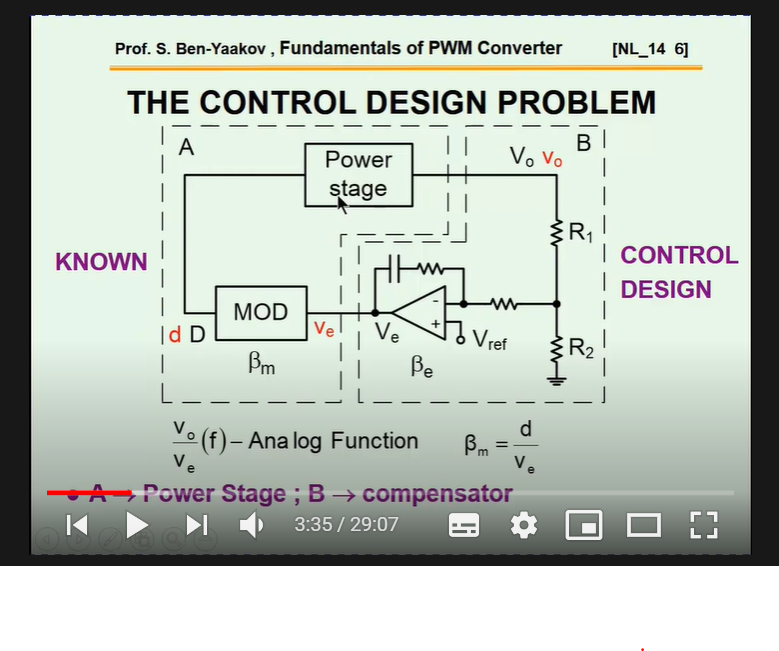 Prof. S. Ben-Yaakov , Fundamentals of PWM Converter [NL_14 6]
THE CONTROL DESIGN PROBLEM
A
B
Power
stage
Vo vo
R1
KNOWN
CONTROL
DESIGN
MOD
d D
ve
Ve
-
+
Vref
R2
βm
βe
vo/ve (f) – Analog Function βm = d/ve
• A → Power Stage ; B → compensator
3:35 / 29:07